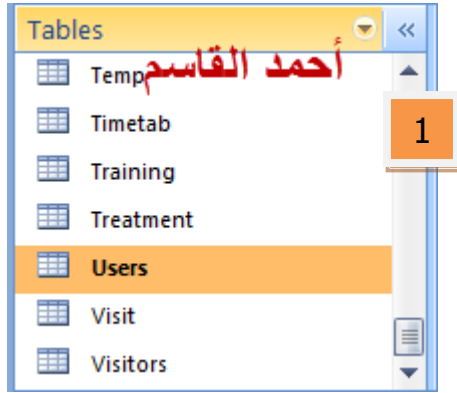 Tables
أحمد القاسم
Temp
Timetab
1
Training
Treatment
Users
Visit
Visitors